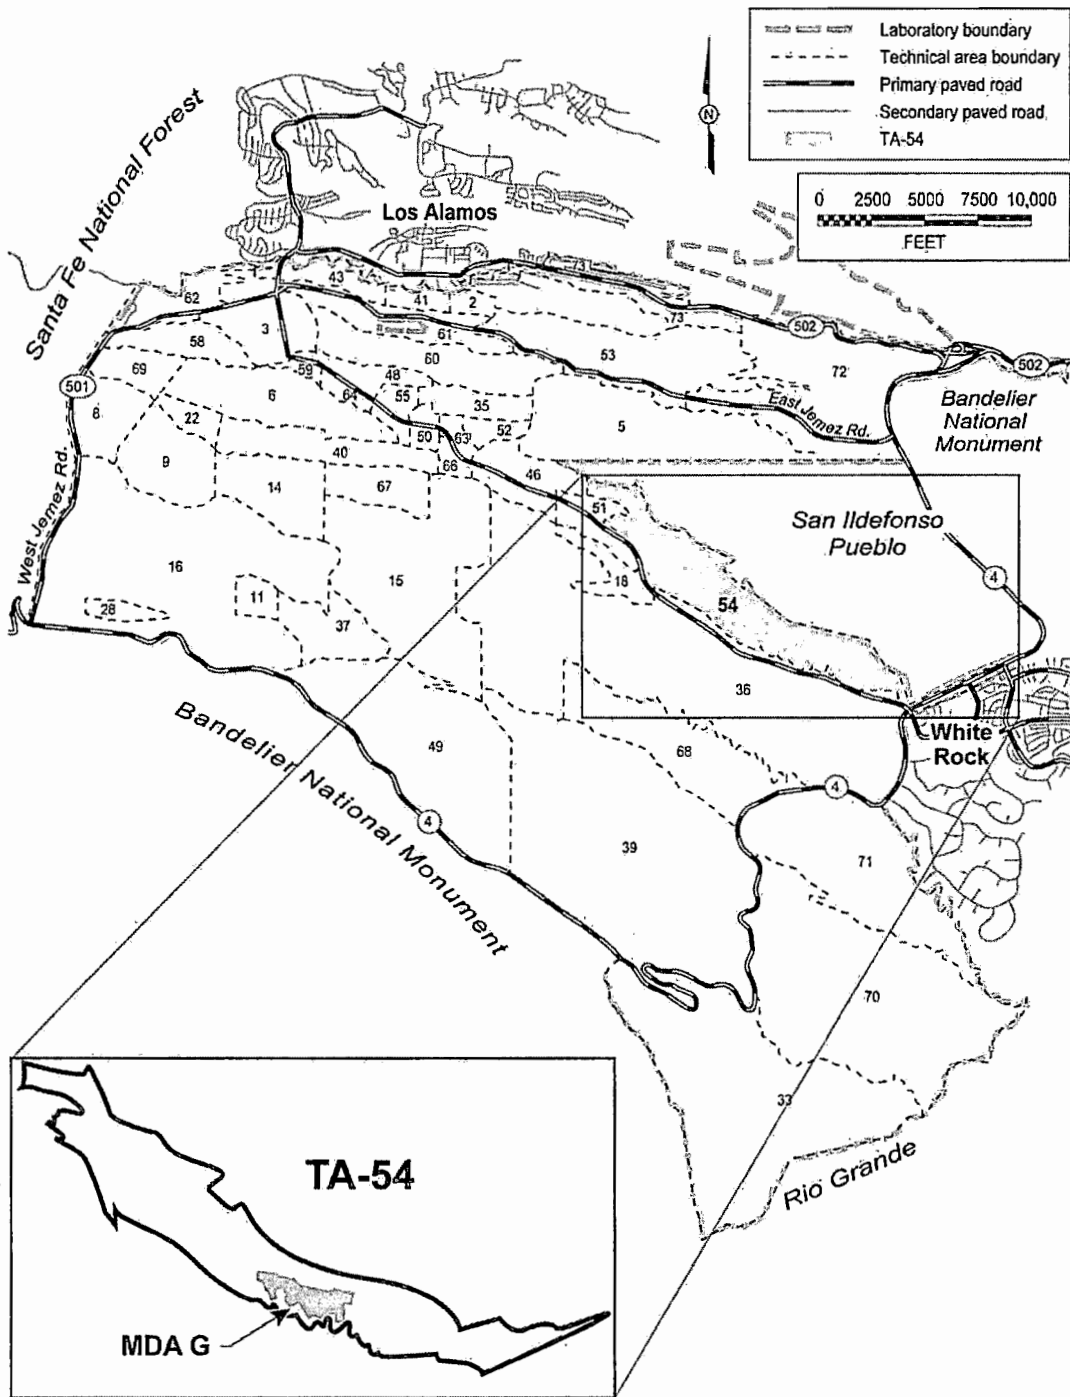 Laboratory boundary
Technical area boundary
Primary paved road
Secondary paved road
TA-54
N
0 2500 5000 7500 10,000
FEET
Santa Fe National Forest
Los Alamos
62
43
41
2
73
73
502
502
3
61
58
60
53
72
69
59
48
501
8
6
64
55
35
East Jemez Rd.
Bandelier
National
Monument
22
50
63
52
5
40
66
46
9
14
67
51
San Ildefonso
Pueblo
West Jemez Rd.
16
15
18
4
28
11
37
54
36
Bandelier National Monument
49
68
White
Rock
4
4
39
71
70
33
Rio Grande
TA-54
MDA G